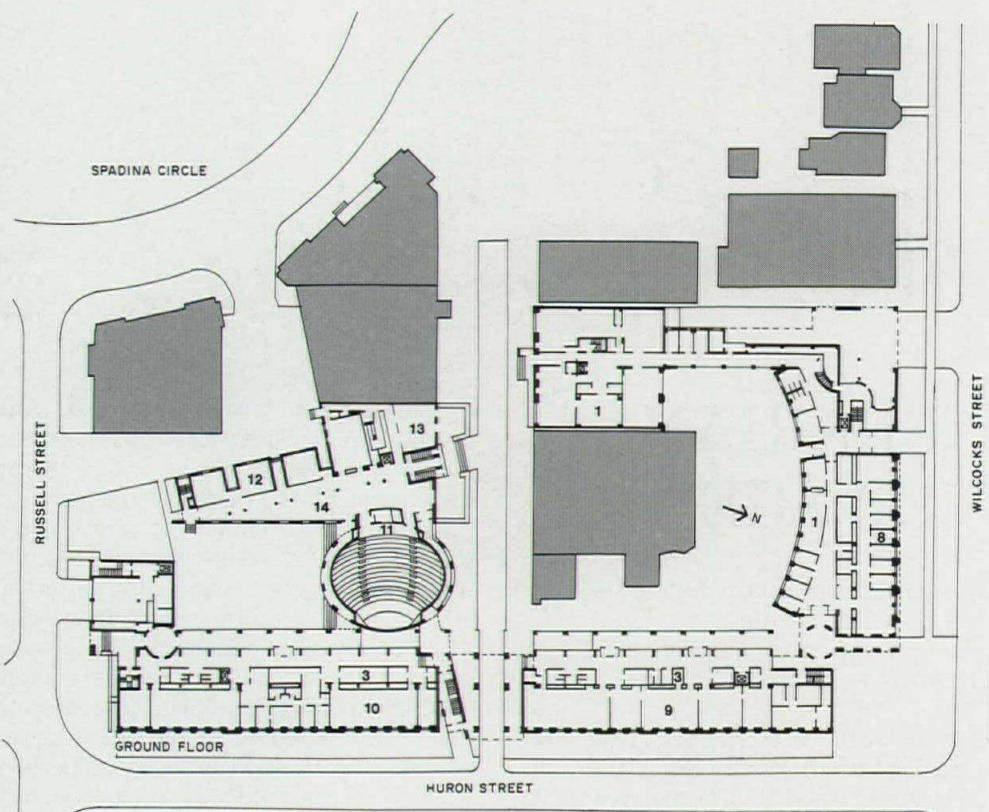 SPADINA CIRCLE
RUSSELL STREET
WILCOCKS STREET
1
13
12
14
11
N
1
8
3
10
3
9
GROUND FLOOR
HURON STREET